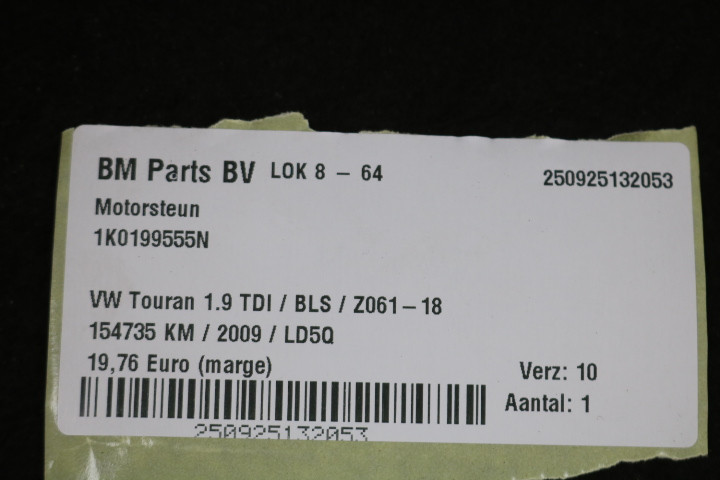 BM Parts BV LOK 8 - 64 250925132053
Motorsteun
1K0199555N
VW Touran 1.9 TDI / BLS / Z061-18
154735 KM / 2009 / LD5Q
19,76 Euro (marge) Verz: 10
Aantal: 1
250925132053